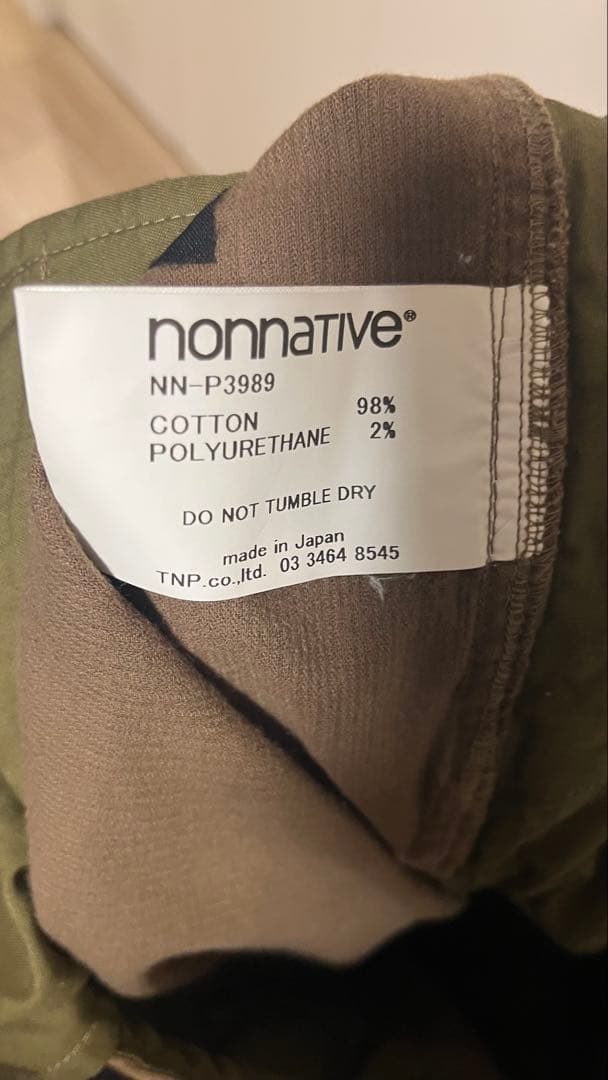 nonnaTIVe®
NN-P3989
COTTON 98%
POLYURETHANE 2%
DO NOT TUMBLE DRY
made in Japan
TNP.co.,ltd. 03 3464 8545